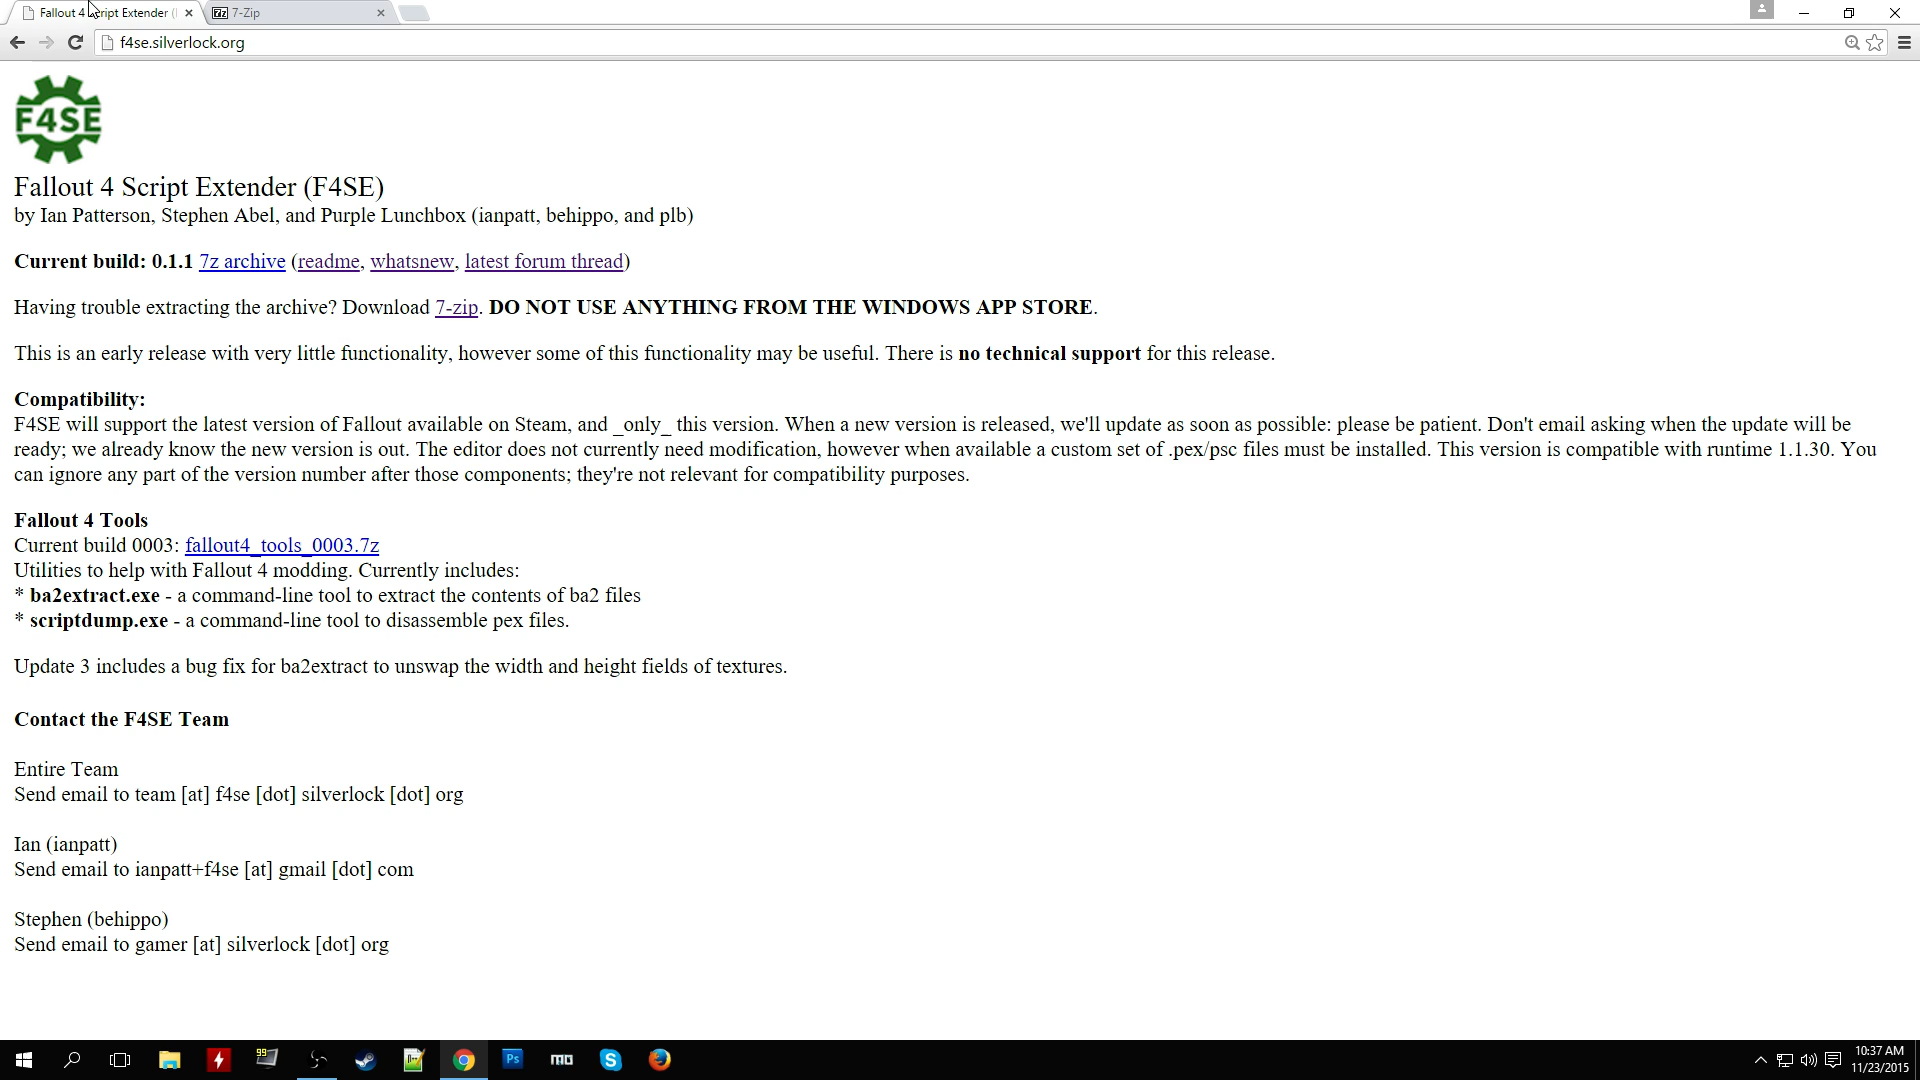 Fallout 4 Script Extender (
7-Zip
f4se.silverlock.org
F4SE
Fallout 4 Script Extender (F4SE)
by Ian Patterson, Stephen Abel, and Purple Lunchbox (ianpatt, behippo, and plb)
Current build: 0.1.1 7z archive (readme, whatsnew, latest forum thread)
Having trouble extracting the archive? Download 7-zip. DO NOT USE ANYTHING FROM THE WINDOWS APP STORE.
This is an early release with very little functionality, however some of this functionality may be useful. There is no technical support for this release.
Compatibility:
F4SE will support the latest version of Fallout available on Steam, and _only_ this version. When a new version is released, we'll update as soon as possible: please be patient. Don't email asking when the update will be
ready; we already know the new version is out. The editor does not currently need modification, however when available a custom set of .pex/psc files must be installed. This version is compatible with runtime 1.1.30. You
can ignore any part of the version number after those components; they're not relevant for compatibility purposes.
Fallout 4 Tools
Current build 0003: fallout4_tools_0003.7z
Utilities to help with Fallout 4 modding. Currently includes:
* ba2extract.exe - a command-line tool to extract the contents of ba2 files
* scriptdump.exe - a command-line tool to disassemble pex files.
Update 3 includes a bug fix for ba2extract to unswap the width and height fields of textures.
Contact the F4SE Team
Entire Team
Send email to team [at] f4se [dot] silverlock [dot] org
Ian (ianpatt)
Send email to ianpatt+f4se [at] gmail [dot] com
Stephen (behippo)
Send email to gamer [at] silverlock [dot] org
99
Ps
mo
10:37 AM
11/23/2015